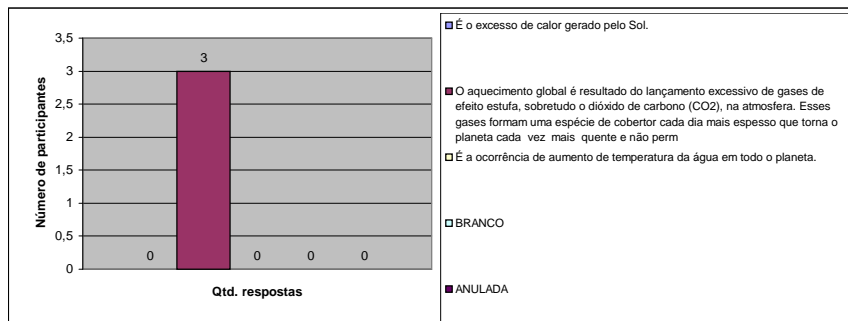 3,5
3
2,5
2
1,5
1
0,5
0
Número de participantes
0
3
0
0
0
Qtd. respostas
É o excesso de calor gerado pelo Sol.
O aquecimento global é resultado do lançamento excessivo de gases de
efeito estufa, sobretudo o dióxido de carbono (CO2), na atmosfera. Esses
gases formam uma espécie de cobertor cada dia mais espesso que torna o
planeta cada vez mais quente e não perm
É a ocorrência de aumento de temperatura da água em todo o planeta.
BRANCO
ANULADA